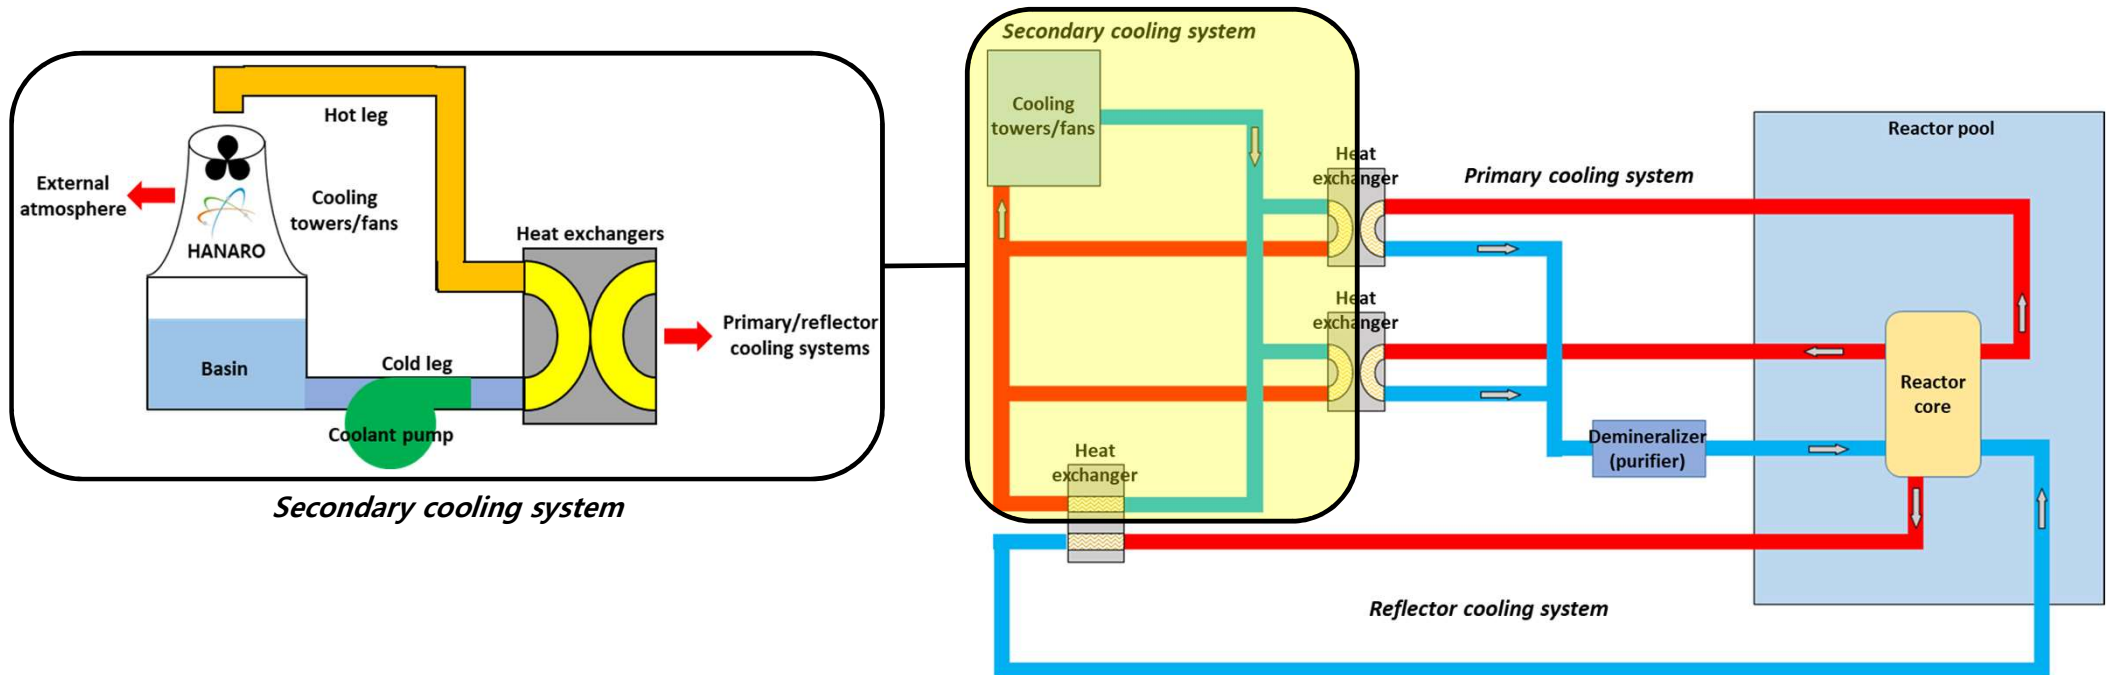 Hot leg
External
atmosphere
Cooling
towers/fans
HANARO
Heat exchangers
Primary/reflector
cooling systems
Basin
Cold leg
Coolant pump
Secondary cooling system
Secondary cooling system
Cooling
towers/fans
Heat
exchanger
Primary cooling system
Reactor pool
Heat
exchanger
Reactor
core
Demineralizer
(purifier)
Heat
exchanger
Reflector cooling system